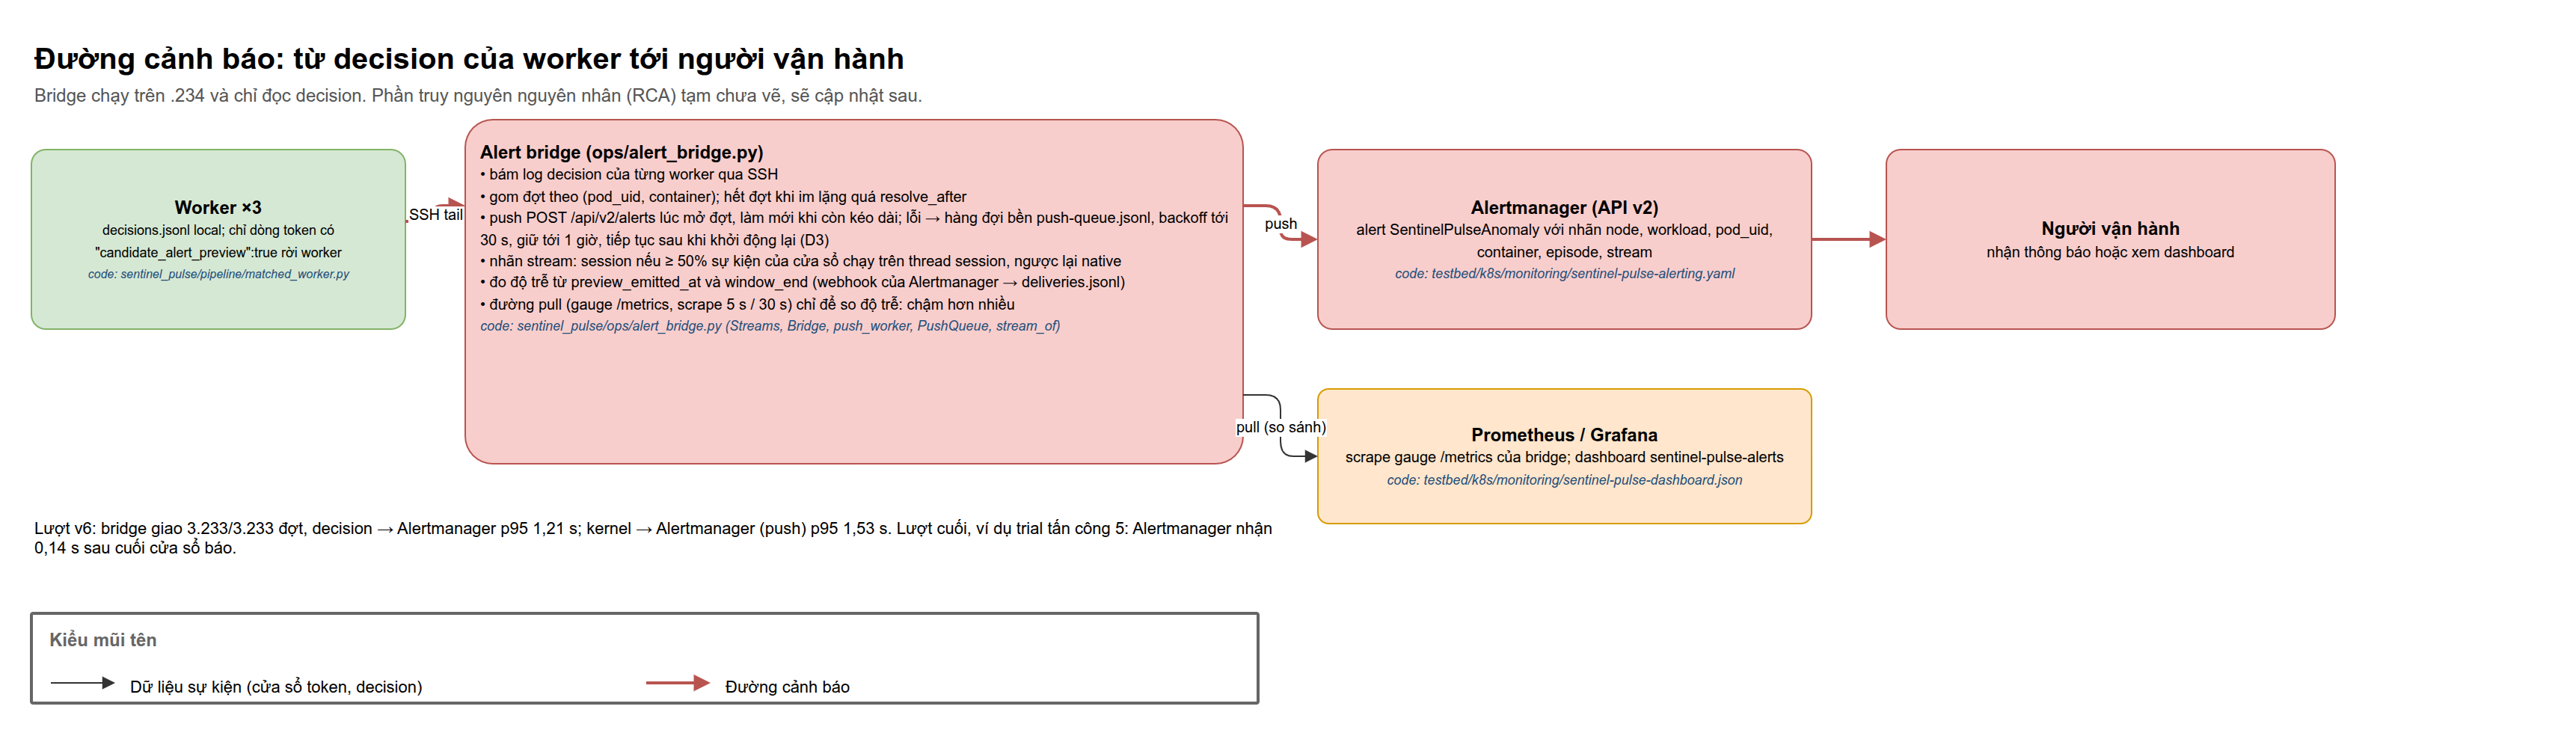 Đường cảnh báo: từ decision của worker tới người vận hành
Bridge chạy trên .234 và chỉ đọc decision. Phần truy nguyên nguyên nhân (RCA) tạm chưa vẽ, sẽ cập nhật sau.
Worker ×3
decisions.jsonl local; chỉ dòng token có
"candidate_alert_preview":true rời worker
code: sentinel_pulse/pipeline/matched_worker.py
SSH tail
Alert bridge (ops/alert_bridge.py)
• bám log decision của từng worker qua SSH
• gom đợt theo (pod_uid, container); hết đợt khi im lặng quá resolve_after
• push POST /api/v2/alerts lúc mở đợt, làm mới khi còn kéo dài; lỗi → hàng đợi bền push-queue.jsonl, backoff tới
30 s, giữ tới 1 giờ, tiếp tục sau khi khởi động lại (D3)
• nhãn stream: session nếu ≥ 50% sự kiện của cửa sổ chạy trên thread session, ngược lại native
• đo độ trễ từ preview_emitted_at và window_end (webhook của Alertmanager → deliveries.jsonl)
• đường pull (gauge /metrics, scrape 5 s / 30 s) chỉ để so độ trễ: chậm hơn nhiều
code: sentinel_pulse/ops/alert_bridge.py (Streams, Bridge, push_worker, PushQueue, stream_of)
push
Alertmanager (API v2)
alert SentinelPulseAnomaly với nhãn node, workload, pod_uid,
container, episode, stream
code: testbed/k8s/monitoring/sentinel-pulse-alerting.yaml
Người vận hành
nhận thông báo hoặc xem dashboard
pull (so sánh)
Prometheus / Grafana
scrape gauge /metrics của bridge; dashboard sentinel-pulse-alerts
code: testbed/k8s/monitoring/sentinel-pulse-dashboard.json
Lượt v6: bridge giao 3.233/3.233 đợt, decision → Alertmanager p95 1,21 s; kernel → Alertmanager (push) p95 1,53 s. Lượt cuối, ví dụ trial tấn công 5: Alertmanager nhận
0,14 s sau cuối cửa sổ báo.
Kiểu mũi tên
Dữ liệu sự kiện (cửa sổ token, decision)
Đường cảnh báo